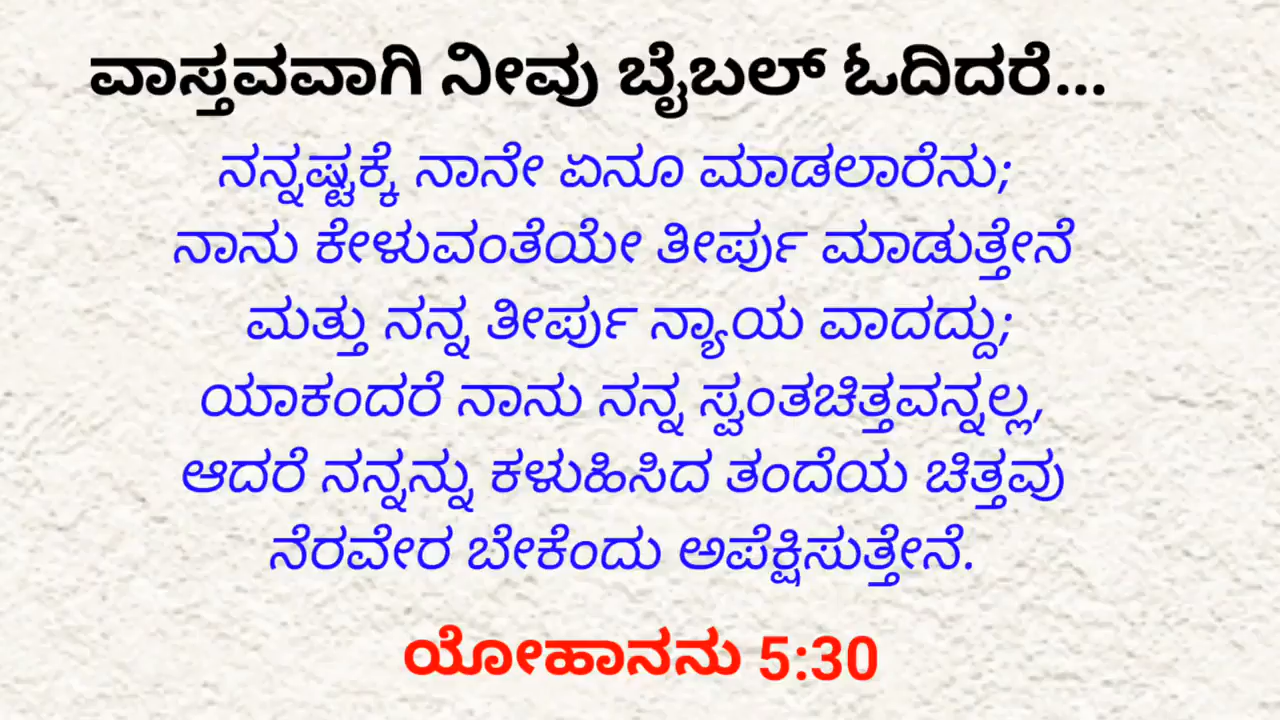 ವಾಸ್ತವವಾಗಿ ನೀವು ಬೈಬಲ್ ಓದಿದರೆ...
ನನ್ನಷ್ಟಕ್ಕೆ ನಾನೇ ಏನೂ ಮಾಡಲಾರೆನು;
ನಾನು ಕೇಳುವಂತೆಯೇ ತೀರ್ಪು ಮಾಡುತ್ತೇನೆ
ಮತ್ತು ನನ್ನ ತೀರ್ಪು ನ್ಯಾಯ ವಾದದ್ದು;
ಯಾಕಂದರೆ ನಾನು ನನ್ನ ಸ್ವಂತಚಿತ್ತವನ್ನಲ್ಲ,
ಆದರೆ ನನ್ನನ್ನು ಕಳುಹಿಸಿದ ತಂದೆಯ ಚಿತ್ತವು
ನೆರವೇರ ಬೇಕೆಂದು ಅಪೆಕ್ಷಿಸುತ್ತೇನೆ.
ಯೋಹಾನನು 5:30